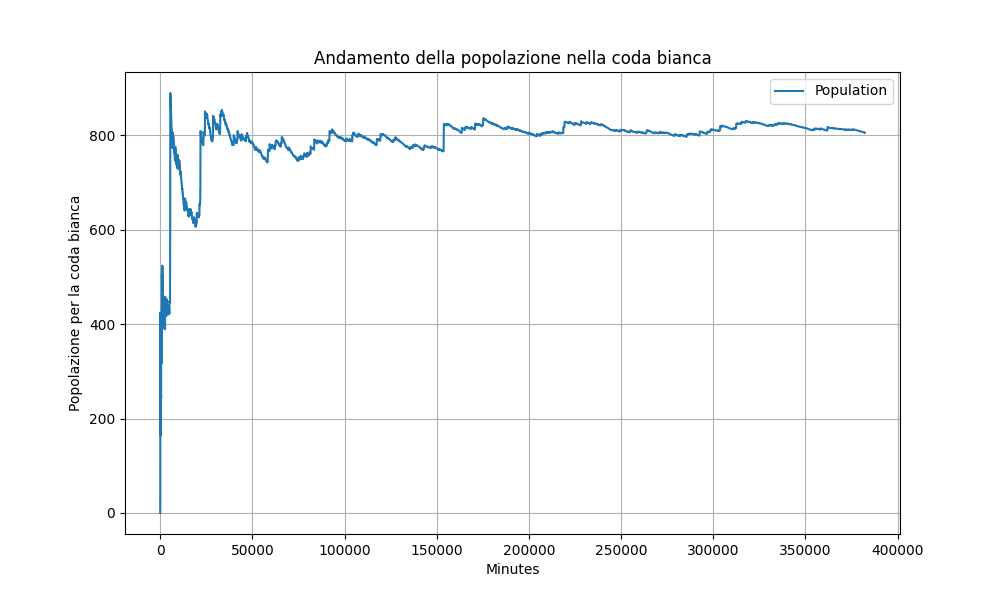 Andamento della popolazione nella coda bianca
Population
Popolazione per la coda bianca
800
600
400
200
0
0 50000 100000 150000 200000 250000 300000 350000 400000
Minutes